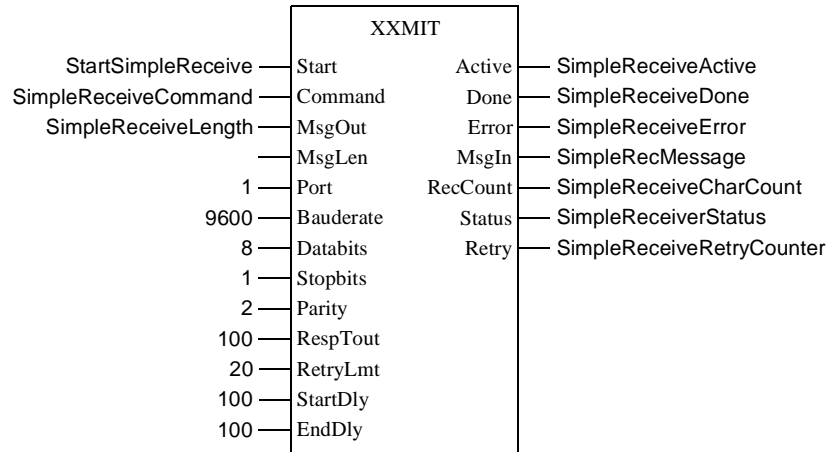 XXMIT
StartSimpleReceive Start Active SimpleReceiveActive
SimpleReceiveCommand Command Done SimpleReceiveDone
SimpleReceiveLength MsgOut Error SimpleReceiveError
MsgLen MsgIn SimpleRecMessage
1 Port RecCount SimpleReceiveCharCount
9600 Bauderate Status SimpleReceiverStatus
8 Databits Retry SimpleReceiveRetryCounter
1 Stopbits
2 Parity
100 RespTout
20 RetryLmt
100 StartDly
100 EndDly